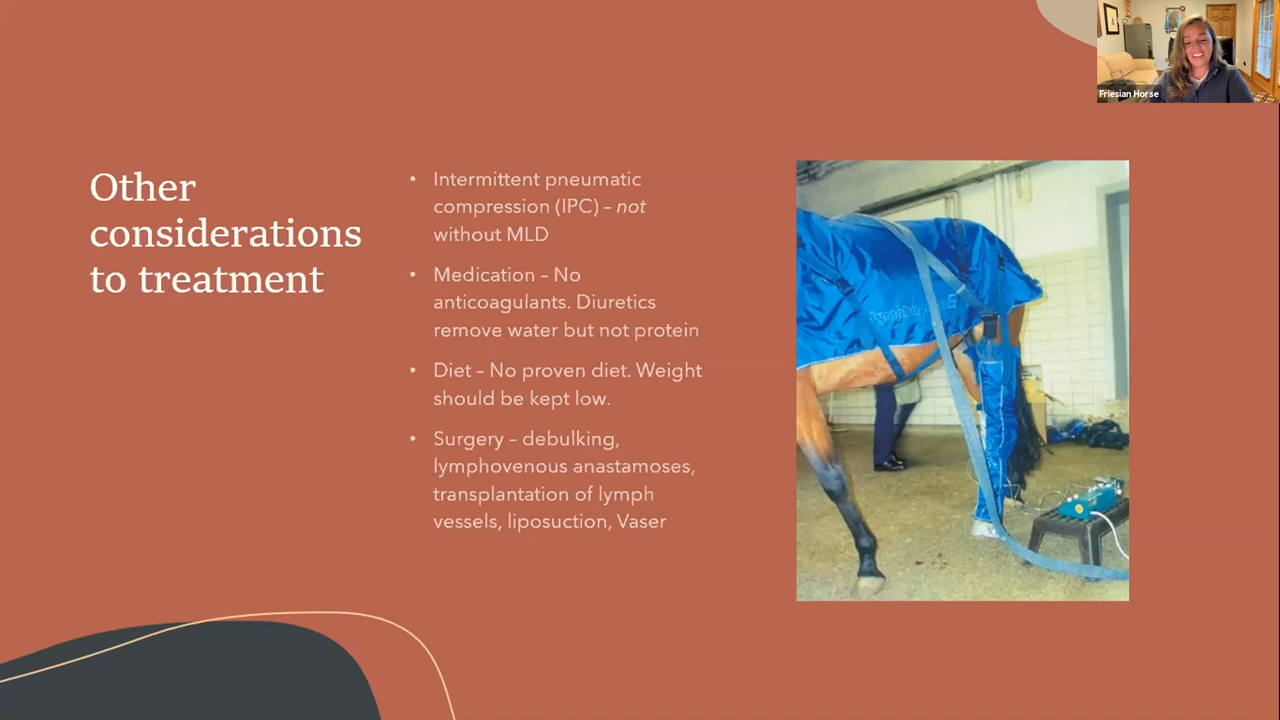 Friesian Horse
Other
considerations
to treatment
• Intermittent pneumatic
compression (IPC) – not
without MLD
• Medication – No
anticoagulants. Diuretics
remove water but not protein
• Diet – No proven diet. Weight
should be kept low.
• Surgery – debulking,
lymphovenous anastamoses,
transplantation of lymph
vessels, liposuction, Vaser